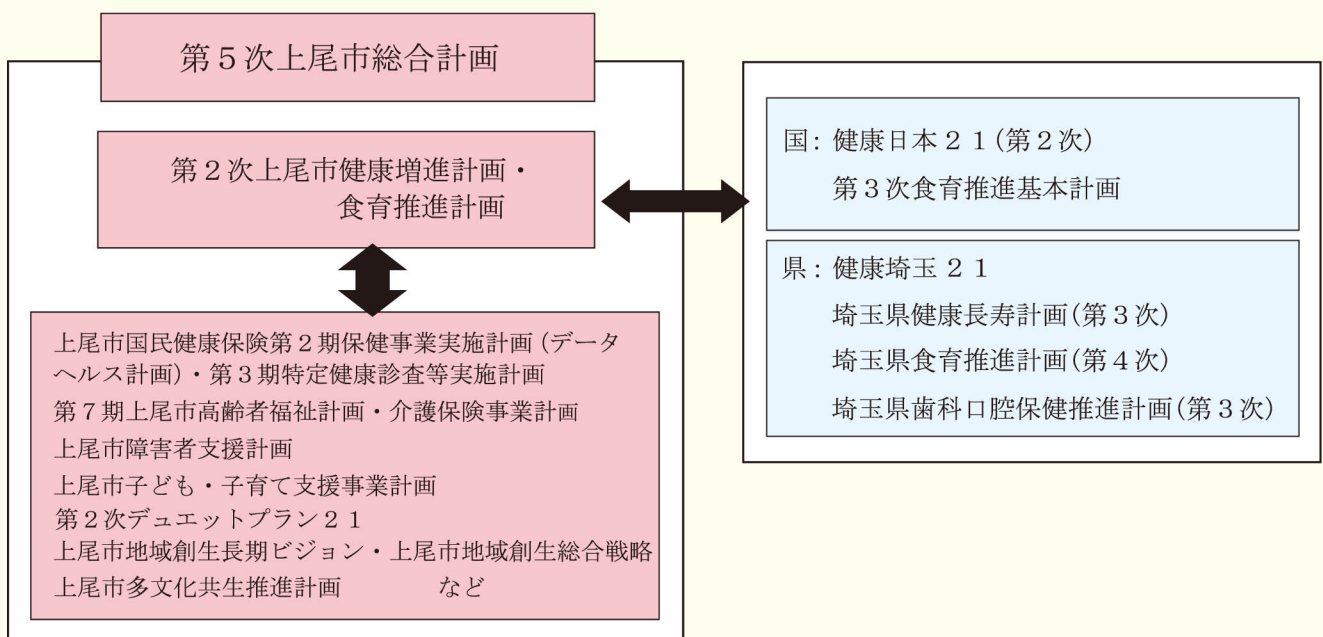 第５次上尾市総合計画
第２次上尾市健康増進計画・
食育推進計画
上尾市国民健康保険第２期保健事業実施計画（データ
ヘルス計画）・第３期特定健康診査等実施計画
第７期上尾市高齢者福祉計画・介護保険事業計画
上尾市障害者支援計画
上尾市子ども・子育て支援事業計画
第２次デュエットプラン２１
上尾市地域創生長期ビジョン・上尾市地域創生総合戦略
上尾市多文化共生推進計画　　　　など
国：健康日本２１（第２次）
第３次食育推進基本計画
県：健康埼玉２１
埼玉県健康長寿計画（第３次）
埼玉県食育推進計画（第４次）
埼玉県歯科口腔保健推進計画（第３次）